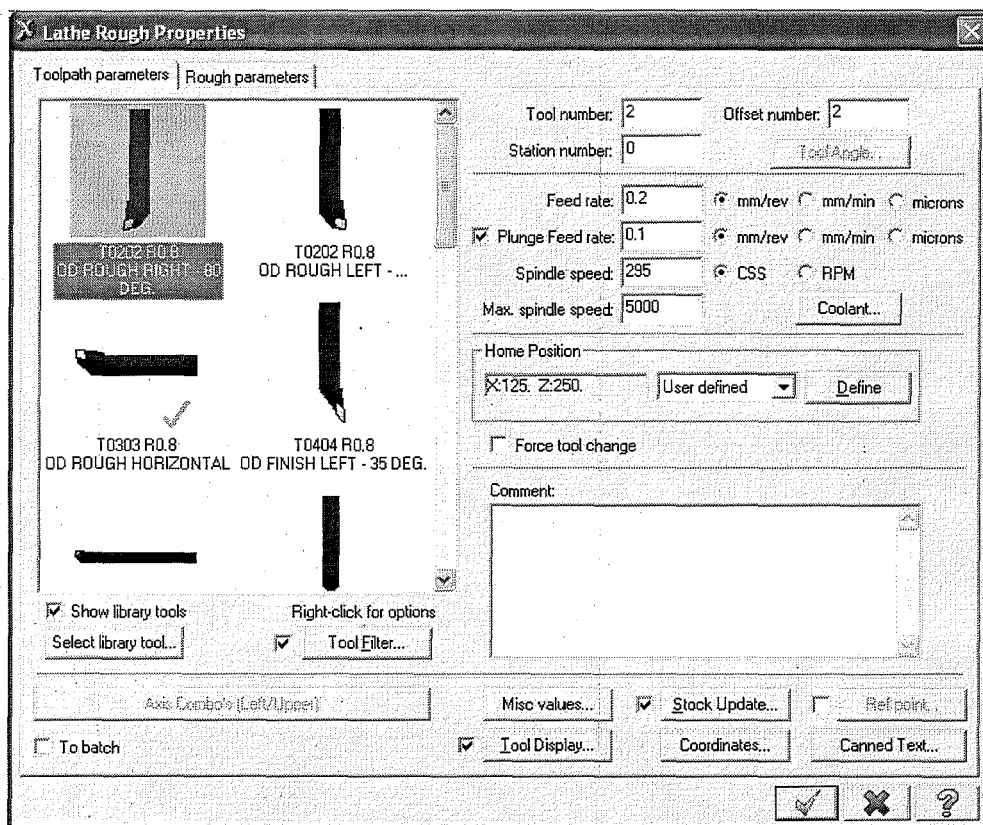 Lathe Rough Properties
Toolpath parameters Rough parameters
T0202 R0.8
OD ROUGH RIGHT - 80
DEG.
T0202 R0.8
OD ROUGH LEFT - ...
T0303 R0.8
OD ROUGH HORIZONTAL
T0404 R0.8
OD FINISH LEFT - 35 DEG.
Show library tools
Right-click for options
Select library tool...
Tool Filter...
Tool number: 2 Offset number: 2
Station number: 0 Tool Angle...
Feed rate: 0.2 mm/rev mm/min microns
Plunge Feed rate: 0.1 mm/rev mm/min microns
Spindle speed: 295 CSS RPM
Max. spindle speed: 5000 Coolant...
Home Position
X:125. Z:250. User defined Define
Force tool change
Comment:
Axis Combo's (Left/Upper) Misc values... Stock Update... Ref point...
To batch Tool Display... Coordinates... Canned Text...